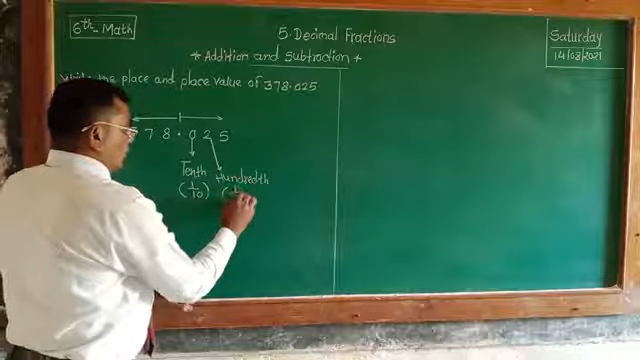 6th - Math
5. Decimal Fractions
Saturday
14/08/2021
* Addition and Subtraction *
Write the place and place value of 378.025
7 8 . 0 2 5
Tenth Hundredth
(1/10) (1